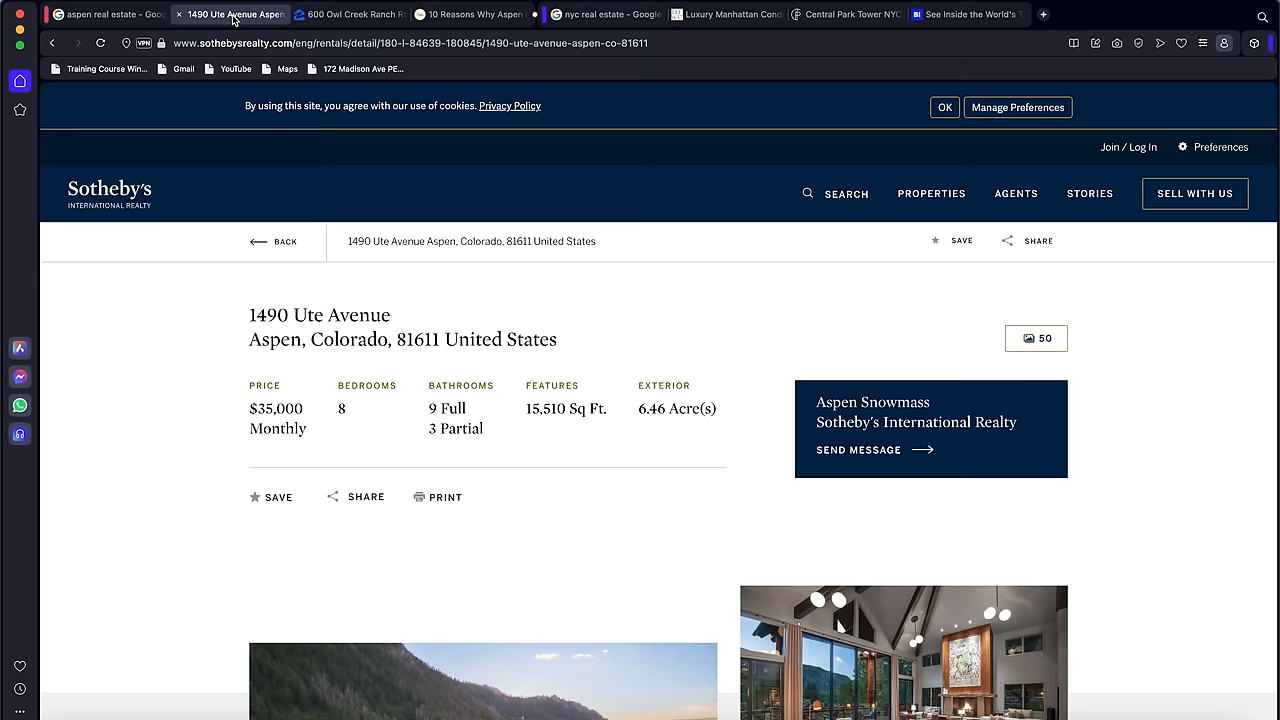 aspen real estate - Goog
1490 Ute Avenue Aspen
600 Owl Creek Ranch R
10 Reasons Why Aspen
nyc real estate - Google
Luxury Manhattan Cond
Central Park Tower NYC
BI See Inside the World's T
VPN www.sothebysrealty.com/eng/rentals/detail/180-l-84639-180845/1490-ute-avenue-aspen-co-81611
Training Course Win...
Gmail
YouTube
Maps
172 Madison Ave PE...
By using this site, you agree with our use of cookies. Privacy Policy
OK
Manage Preferences
Join / Log In
Preferences
Sotheby's
INTERNATIONAL REALTY
SEARCH
PROPERTIES
AGENTS
STORIES
SELL WITH US
BACK
1490 Ute Avenue Aspen, Colorado, 81611 United States
SAVE
SHARE
1490 Ute Avenue
Aspen, Colorado, 81611 United States
50
PRICE
$35,000
Monthly
BEDROOMS
8
BATHROOMS
9 Full
3 Partial
FEATURES
15,510 Sq Ft.
EXTERIOR
6.46 Acre(s)
Aspen Snowmass
Sotheby's International Realty
SEND MESSAGE
SAVE
SHARE
PRINT